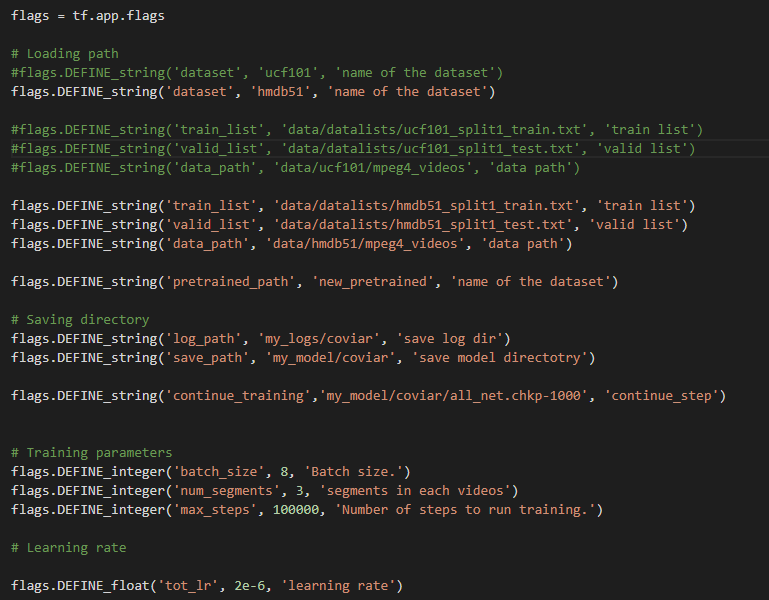 flags = tf.app.flags
# Loading path
#flags.DEFINE_string('dataset', 'ucf101', 'name of the dataset')
flags.DEFINE_string('dataset', 'hmdb51', 'name of the dataset')
#flags.DEFINE_string('train_list', 'data/datalists/ucf101_split1_train.txt', 'train list')
#flags.DEFINE_string('valid_list', 'data/datalists/ucf101_split1_test.txt', 'valid list')
#flags.DEFINE_string('data_path', 'data/ucf101/mpeg4_videos', 'data path')
flags.DEFINE_string('train_list', 'data/datalists/hmdb51_split1_train.txt', 'train list')
flags.DEFINE_string('valid_list', 'data/datalists/hmdb51_split1_test.txt', 'valid list')
flags.DEFINE_string('data_path', 'data/hmdb51/mpeg4_videos', 'data path')
flags.DEFINE_string('pretrained_path', 'new_pretrained', 'name of the dataset')
# Saving directory
flags.DEFINE_string('log_path', 'my_logs/coviar', 'save log dir')
flags.DEFINE_string('save_path', 'my_model/coviar', 'save model directotry')
flags.DEFINE_string('continue_training','my_model/coviar/all_net.chkp-1000', 'continue_step')
# Training parameters
flags.DEFINE_integer('batch_size', 8, 'Batch size.')
flags.DEFINE_integer('num_segments', 3, 'segments in each videos')
flags.DEFINE_integer('max_steps', 100000, 'Number of steps to run training.')
# Learning rate
flags.DEFINE_float('tot_lr', 2e-6, 'learning rate')